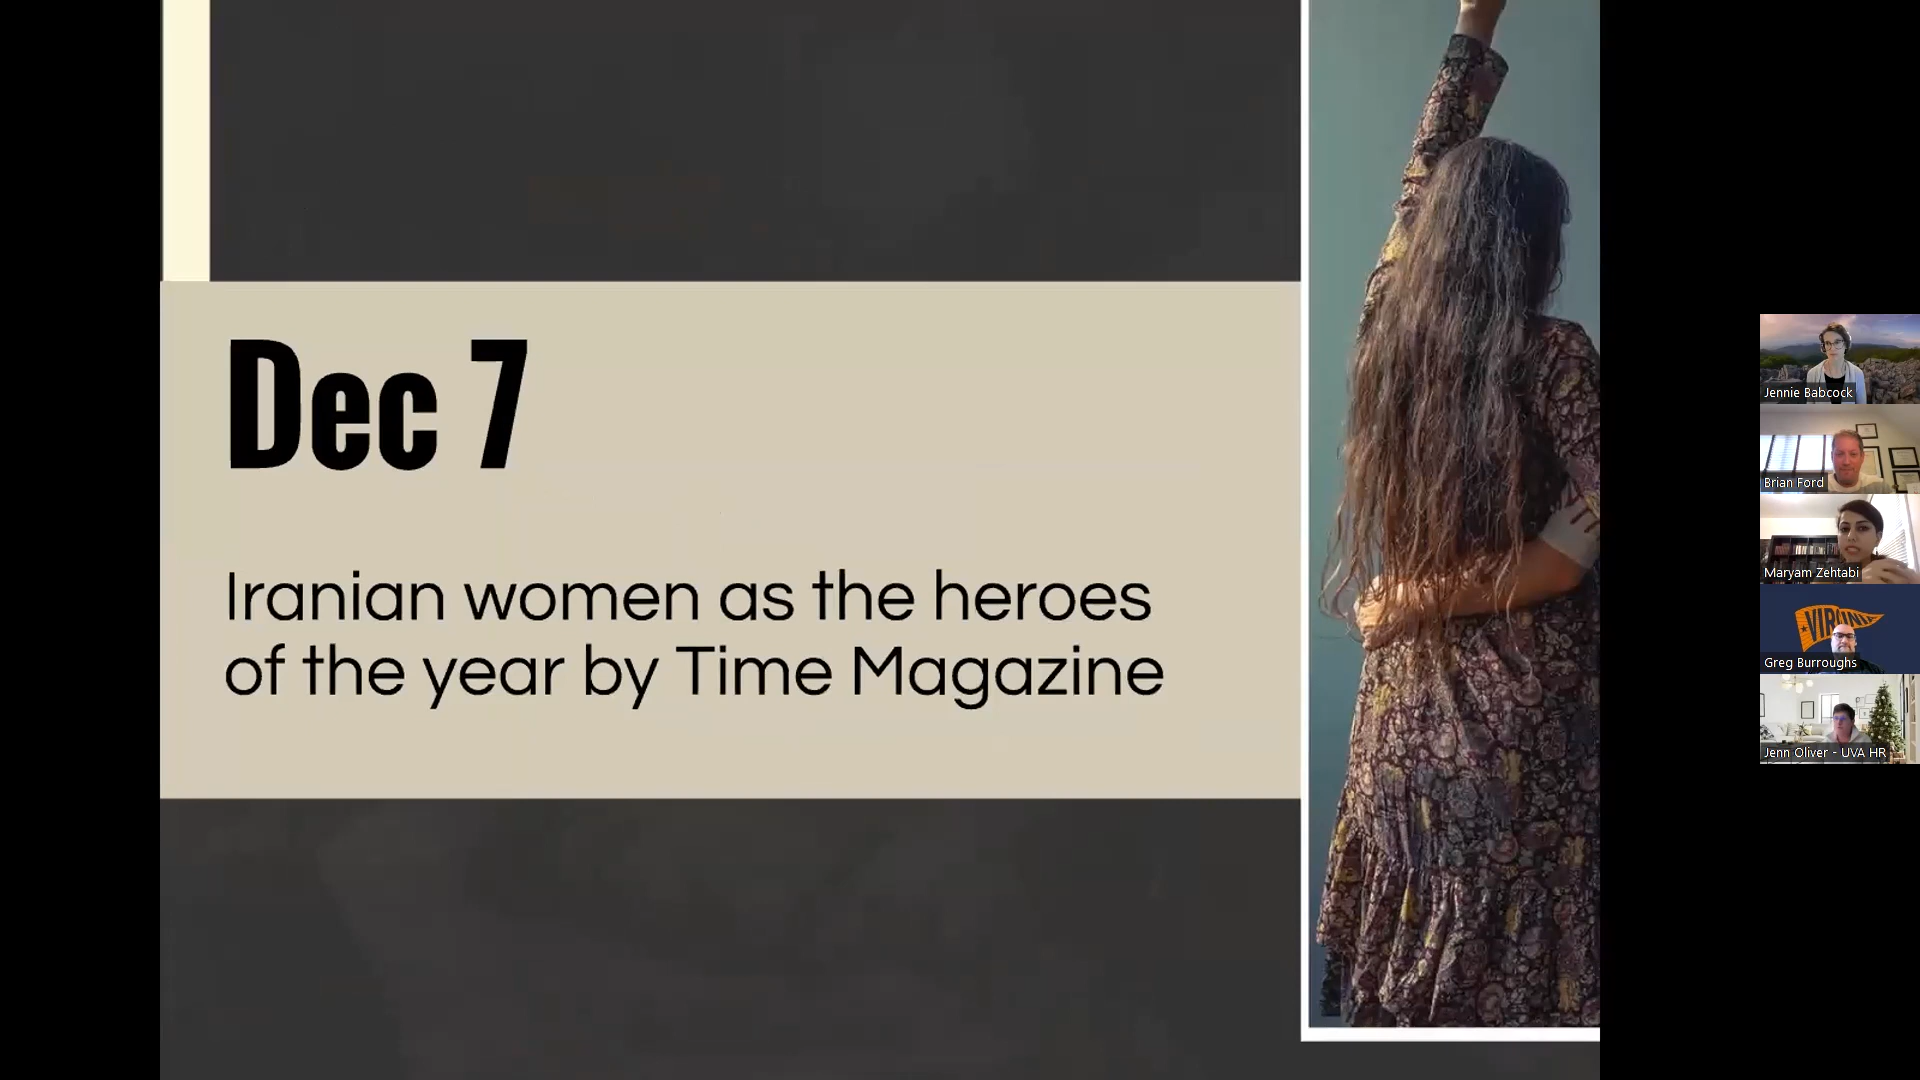 Dec 7
Iranian women as the heroes
of the year by Time Magazine
Jennie Babcock
Brian Ford
Maryam Zehtabi
VIRGINIA
Greg Burroughs
Jenn Oliver - UVA HR